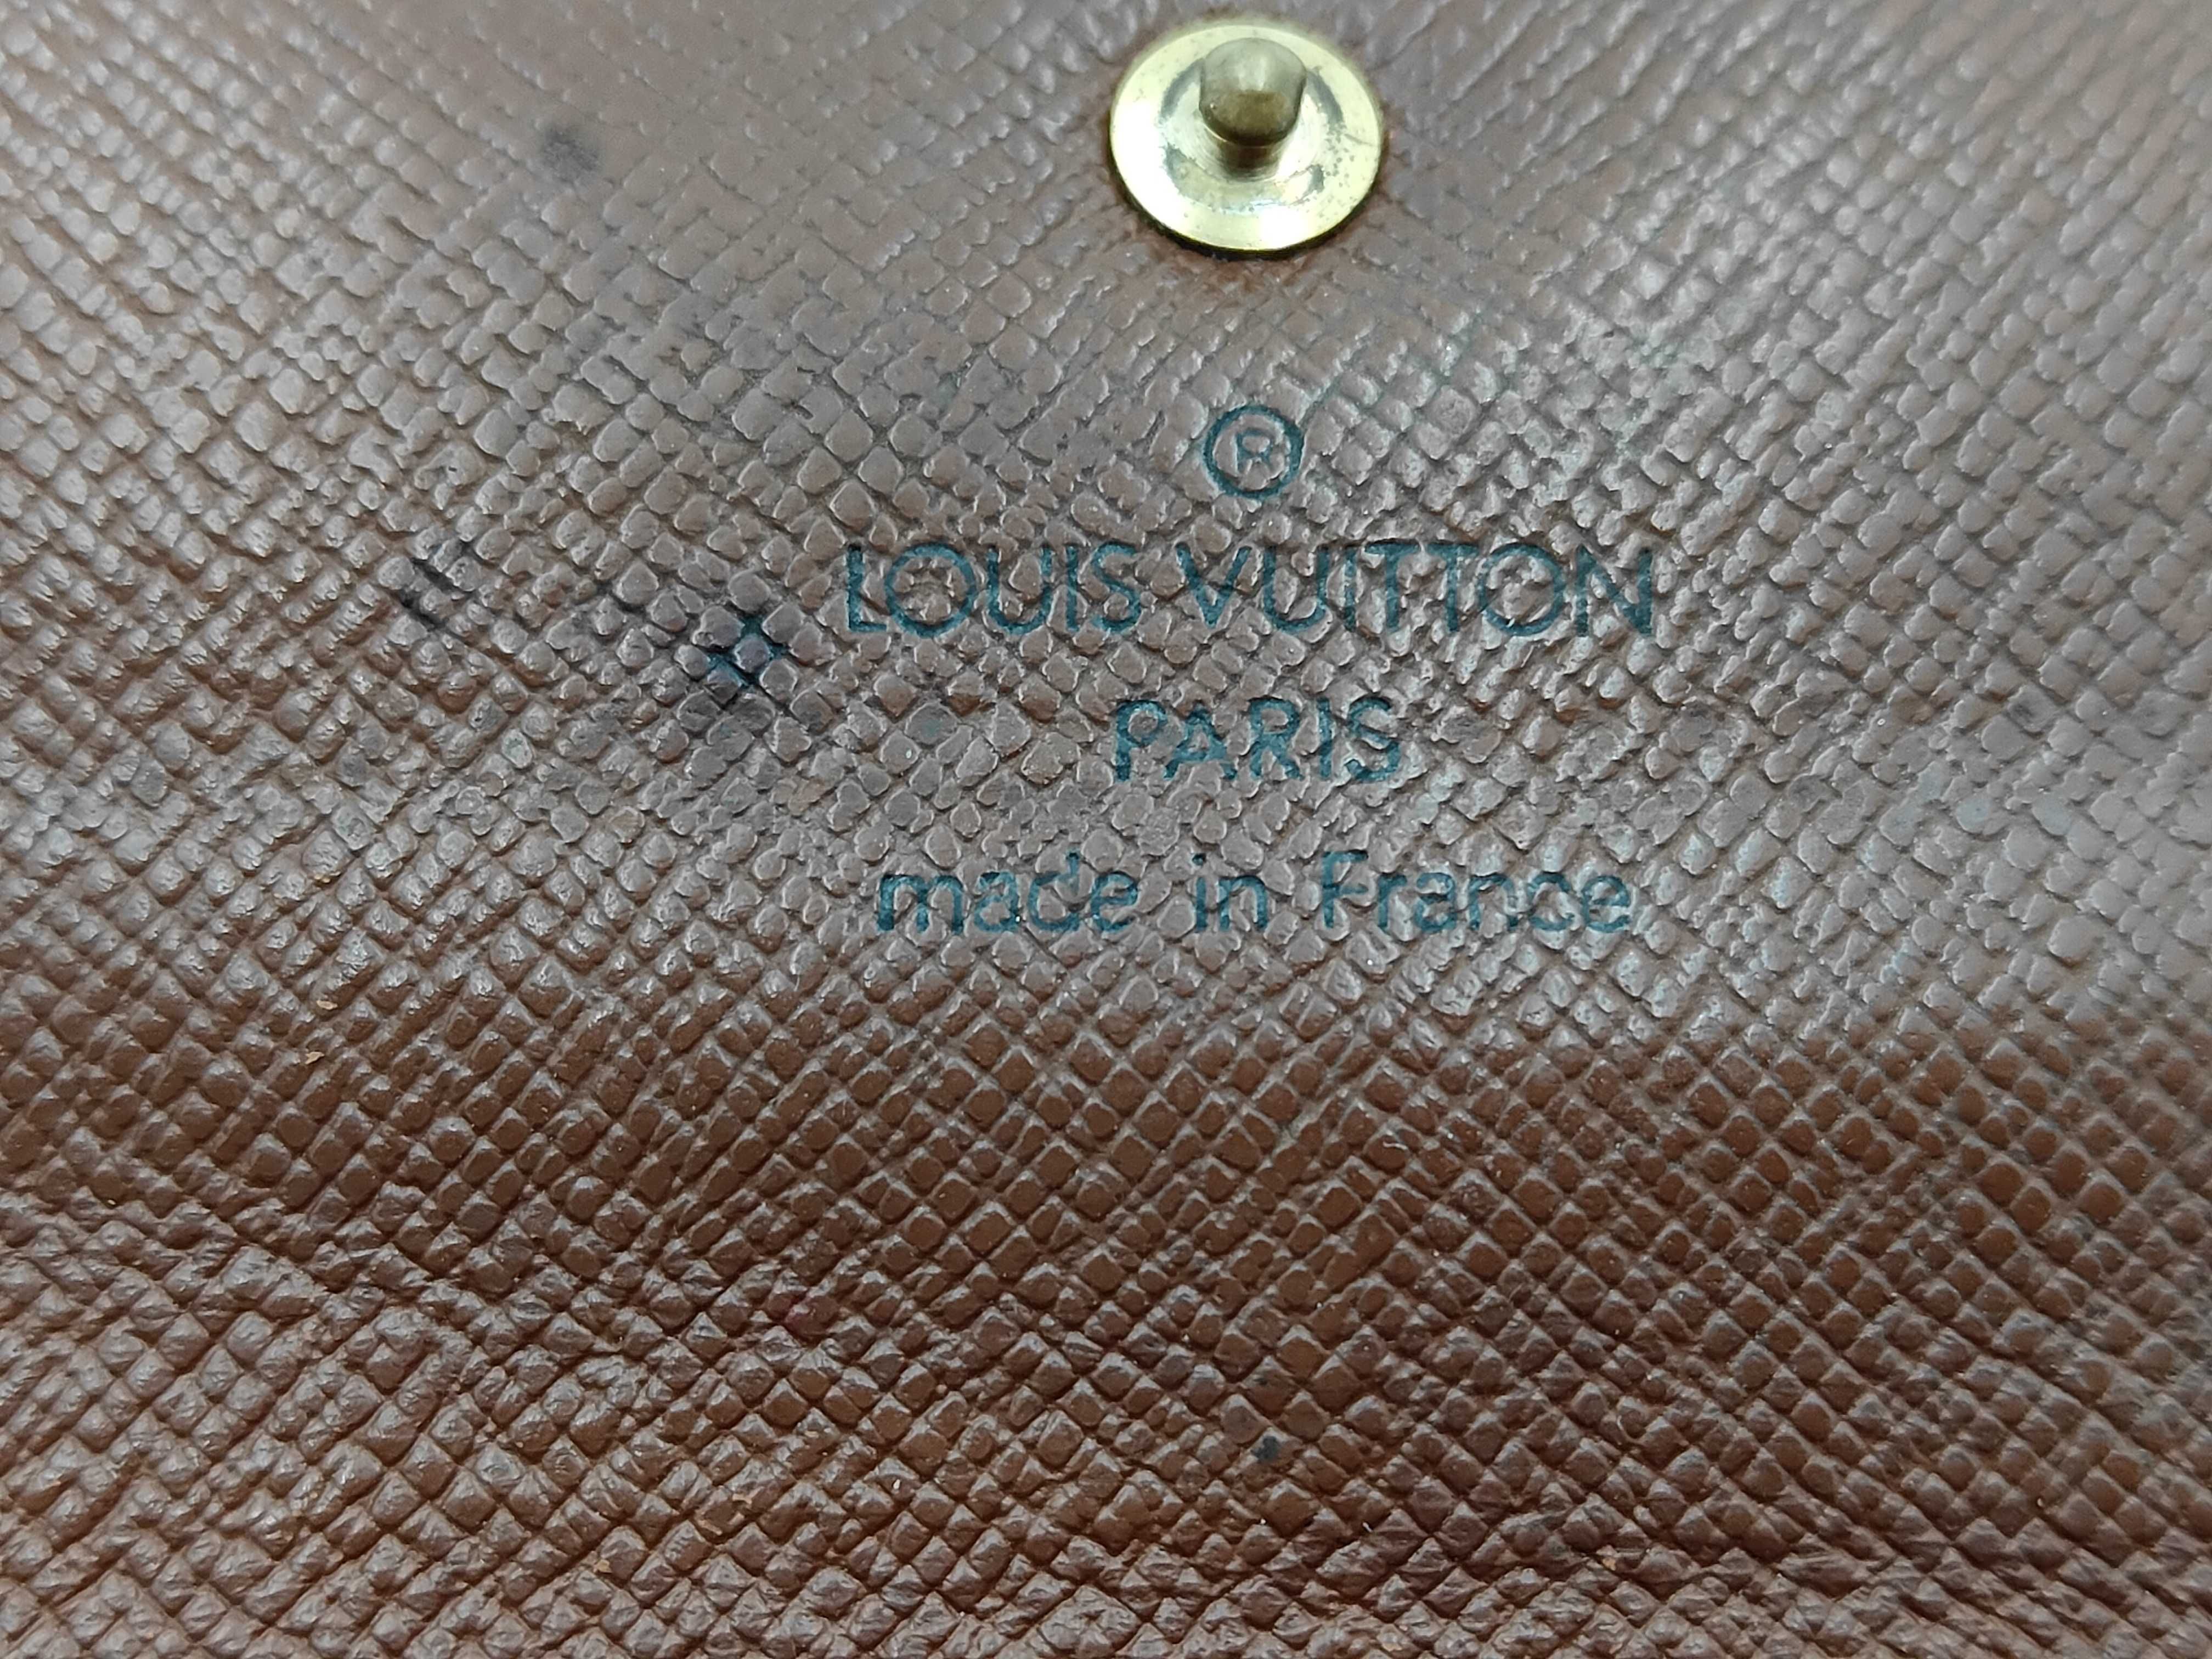 ®
LOUIS VUITTON
PARIS
made in France